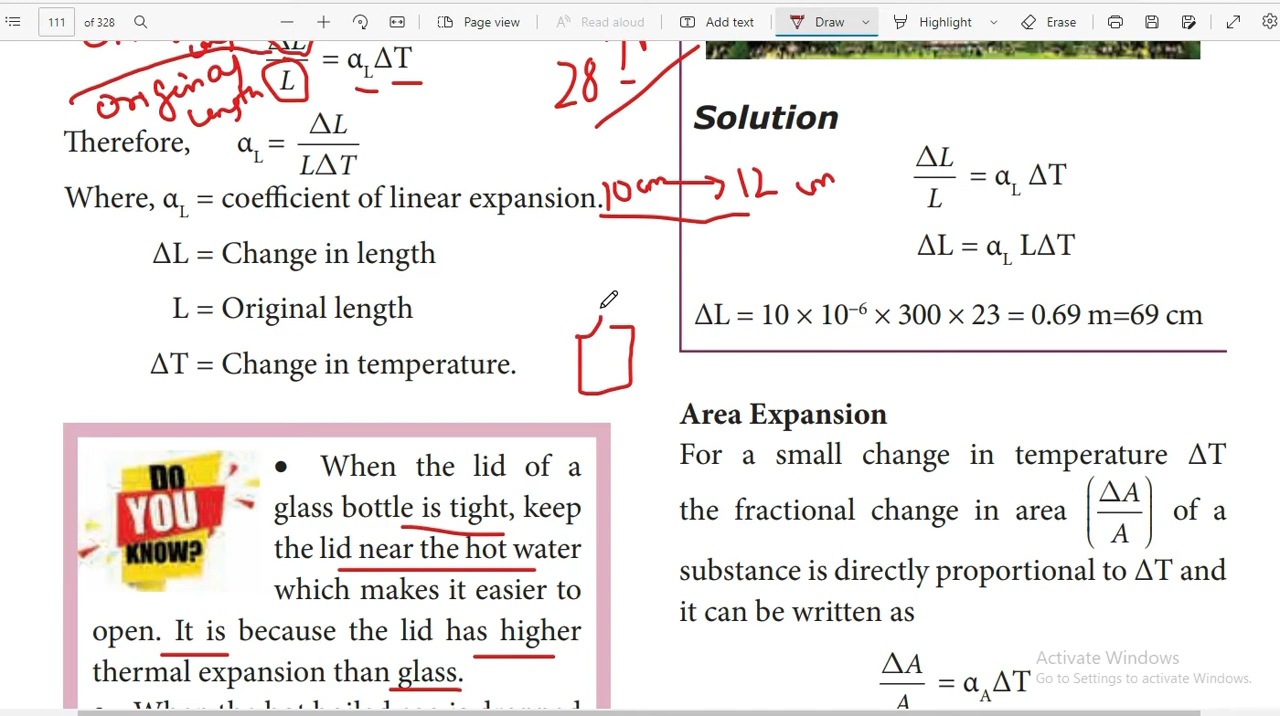 111 of 328 Page view Read aloud Add text Draw Highlight Erase
ΔL/L = α_L ΔT
original
length
28
Therefore, α_L = ΔL/LΔT
Where, α_L = coefficient of linear expansion.
10 cm → 12 cm
ΔL = Change in length
L = Original length
ΔT = Change in temperature.
DO
YOU
KNOW?
• When the lid of a
glass bottle is tight, keep
the lid near the hot water
which makes it easier to
open. It is because the lid has higher
thermal expansion than glass.
Solution
ΔL/L = α_L ΔT
ΔL = α_L LΔT
ΔL = 10 × 10⁻⁶ × 300 × 23 = 0.69 m=69 cm
Area Expansion
For a small change in temperature ΔT
the fractional change in area (ΔA/A) of a
substance is directly proportional to ΔT and
it can be written as
ΔA/A = α_A ΔT
Activate Windows
Go to Settings to activate Windows.